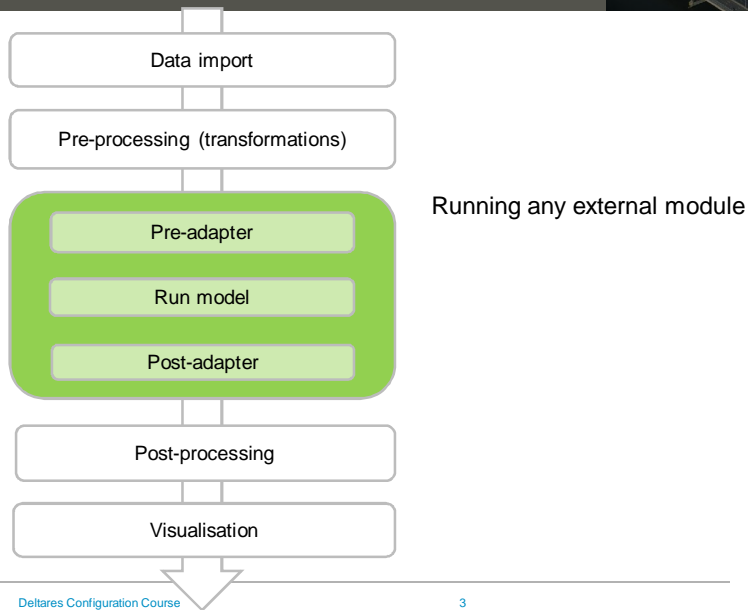 Data import
Pre-processing (transformations)
Running any external module
Pre-adapter
Run model
Post-adapter
Post-processing
Visualisation
Deltares Configuration Course
3